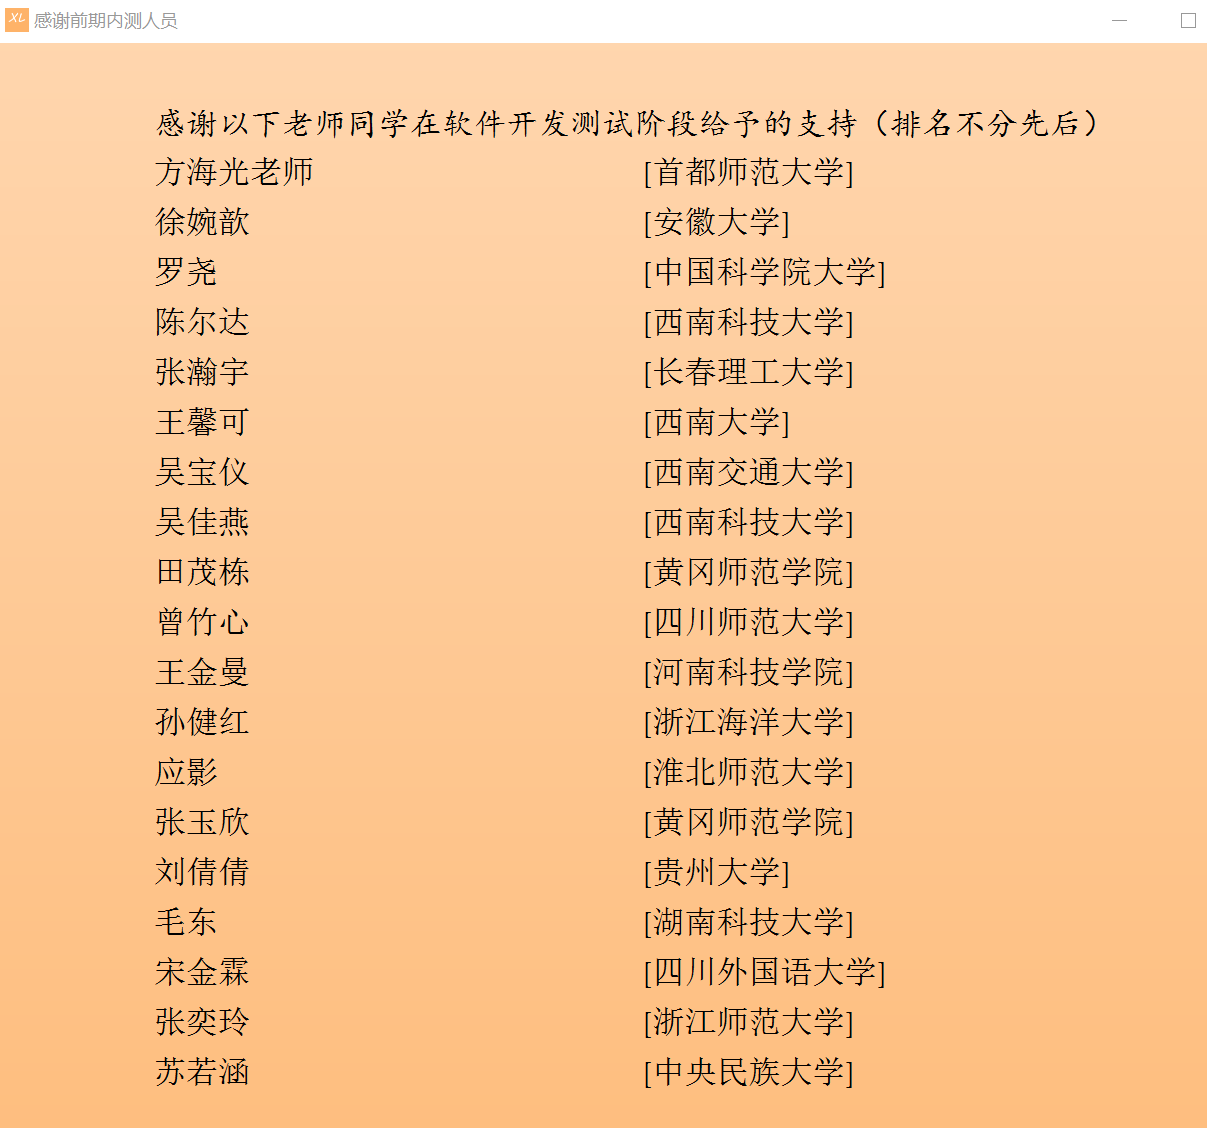 XL 感谢前期内测人员
感谢以下老师同学在软件开发测试阶段给予的支持（排名不分先后）
方海光老师 [首都师范大学]
徐婉歆 [安徽大学]
罗尧 [中国科学院大学]
陈尔达 [西南科技大学]
张瀚宇 [长春理工大学]
王馨可 [西南大学]
吴宝仪 [西南交通大学]
吴佳燕 [西南科技大学]
田茂栋 [黄冈师范学院]
曾竹心 [四川师范大学]
王金曼 [河南科技学院]
孙健红 [浙江海洋大学]
应影 [淮北师范大学]
张玉欣 [黄冈师范学院]
刘倩倩 [贵州大学]
毛东 [湖南科技大学]
宋金霖 [四川外国语大学]
张奕玲 [浙江师范大学]
苏若涵 [中央民族大学]